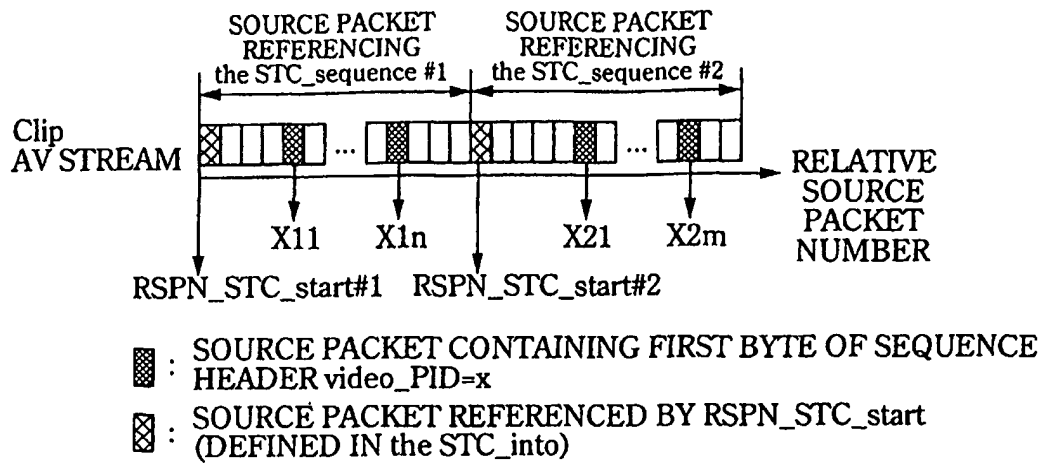 SOURCE PACKET
REFERENCING
the STC_sequence #1
SOURCE PACKET
REFERENCING
the STC_sequence #2
Clip
AV STREAM
...
...
RELATIVE
SOURCE
PACKET
NUMBER
X11
X1n
X21
X2m
RSPN_STC_start#1
RSPN_STC_start#2
: SOURCE PACKET CONTAINING FIRST BYTE OF SEQUENCE
HEADER video_PID=x
: SOURCE PACKET REFERENCED BY RSPN_STC_start
(DEFINED IN the STC_into)